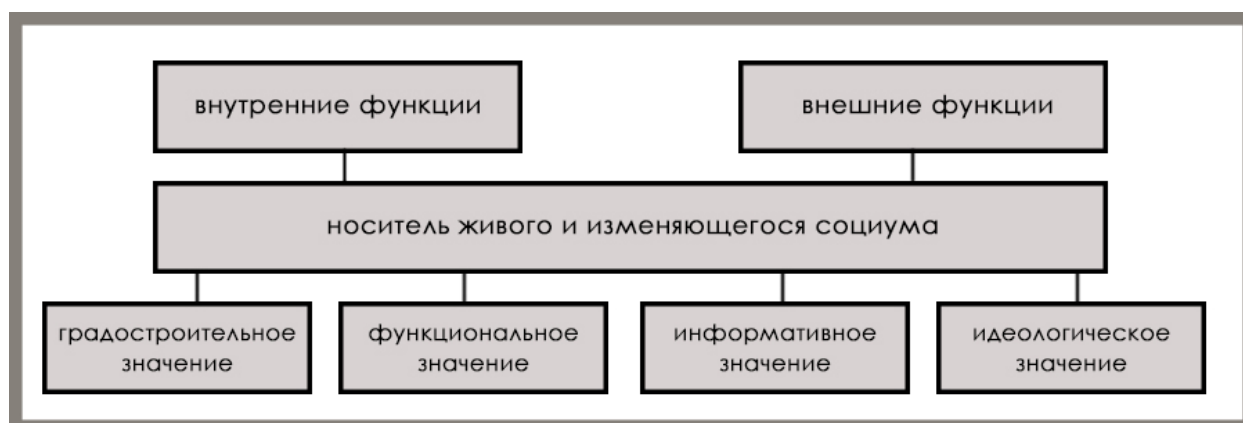 внутренние функции
внешние функции
носитель живого и изменяющегося социума
градостроительное
значение
функциональное
значение
информативное
значение
идеологическое
значение